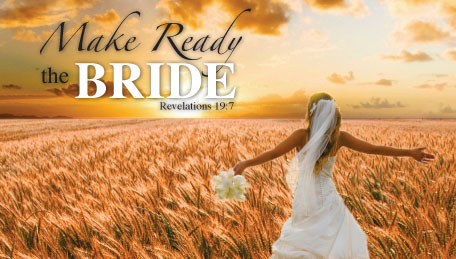 Make Ready
the BRIDE
Revelations 19:7